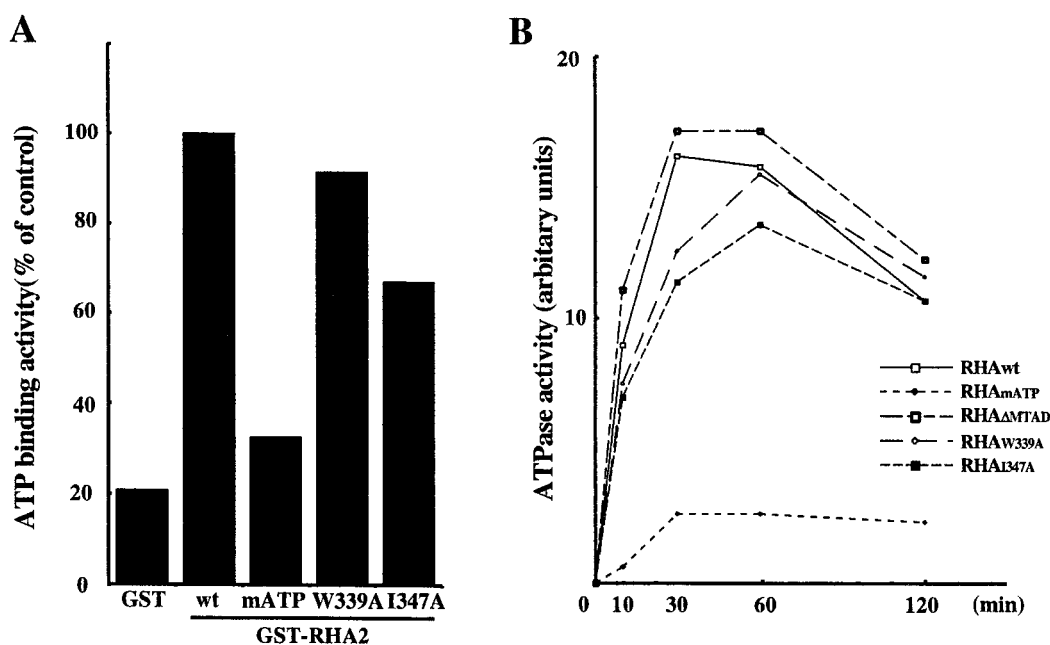 A
ATP binding activity(% of control)
100
80
60
40
20
0
GST wt mATP W339A I347A
GST-RHA2
B
ATPase activity (arbitary units)
20
10
0 10 30 60 120 (min)
RHAwt
RHAmATP
RHAΔMTAD
RHAW339A
RHAI347A